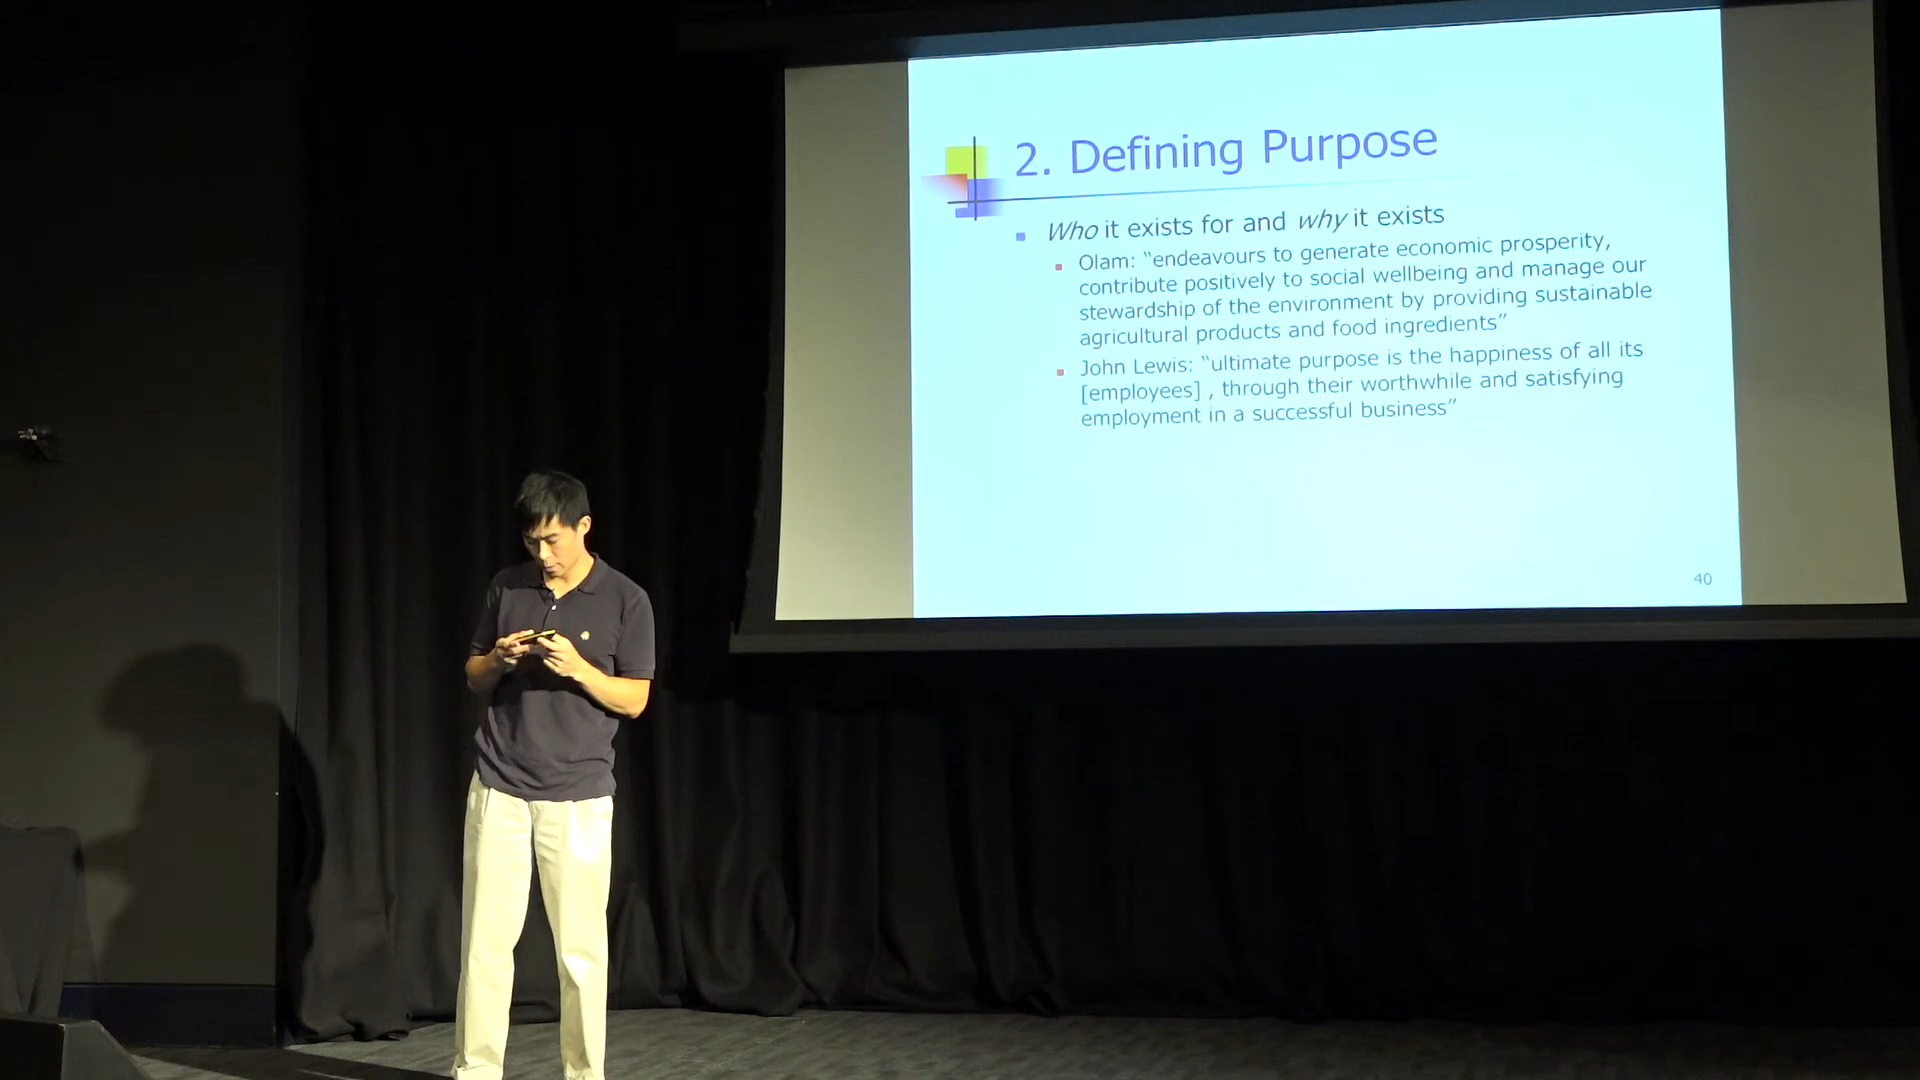 2. Defining Purpose
Who it exists for and why it exists
Olam: “endeavours to generate economic prosperity,
contribute positively to social wellbeing and manage our
stewardship of the environment by providing sustainable
agricultural products and food ingredients”
John Lewis: “ultimate purpose is the happiness of all its
[employees] , through their worthwhile and satisfying
employment in a successful business”
40